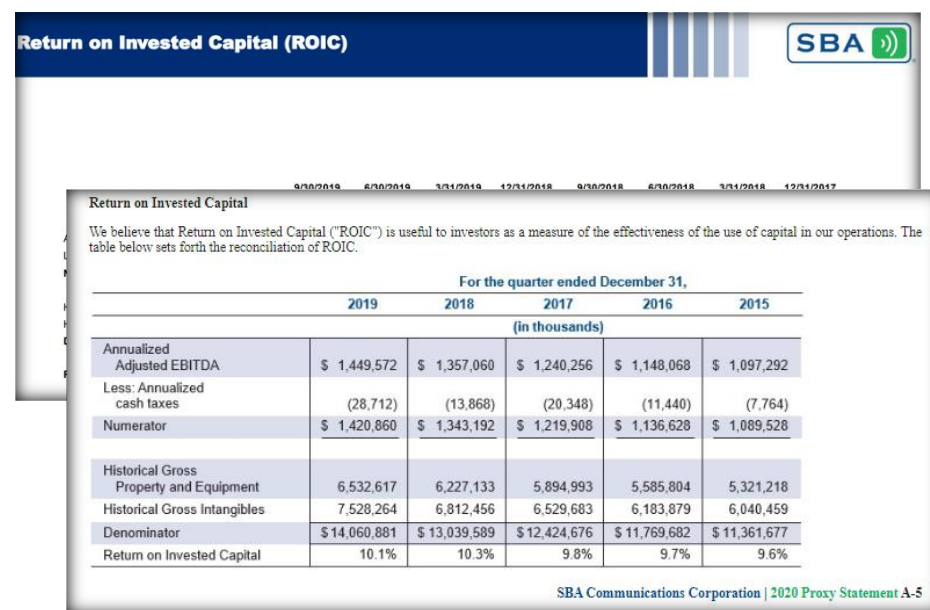 Return on Invested Capital (ROIC)
SBA
9/30/2019 6/30/2019 3/31/2019 12/31/2018 9/30/2018 6/30/2018 3/31/2018 12/31/2017
Return on Invested Capital
We believe that Return on Invested Capital ("ROIC") is useful to investors as a measure of the effectiveness of the use of capital in our operations. The
table below sets forth the reconciliation of ROIC.
For the quarter ended December 31,
2019 2018 2017 2016 2015
(in thousands)
Annualized
Adjusted EBITDA $ 1,449,572 $ 1,357,060 $ 1,240,256 $ 1,148,068 $ 1,097,292
Less: Annualized
cash taxes (28,712) (13,868) (20,348) (11,440) (7,764)
Numerator $ 1,420,860 $ 1,343,192 $ 1,219,908 $ 1,136,628 $ 1,089,528
Historical Gross
Property and Equipment 6,532,617 6,227,133 5,894,993 5,585,804 5,321,218
Historical Gross Intangibles 7,528,264 6,812,456 6,529,683 6,183,879 6,040,459
Denominator $14,060,881 $13,039,589 $12,424,676 $11,769,682 $11,361,677
Return on Invested Capital 10.1% 10.3% 9.8% 9.7% 9.6%
SBA Communications Corporation | 2020 Proxy Statement A-5